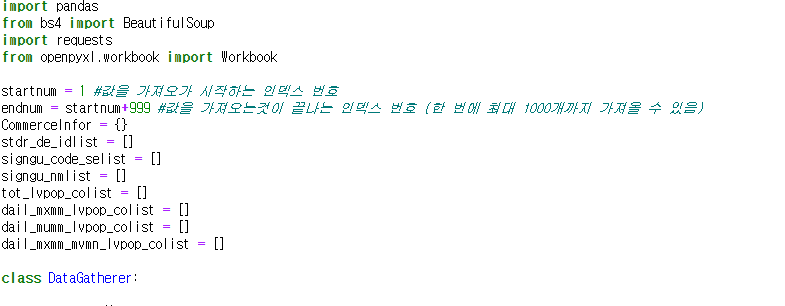 import pandas
from bs4 import BeautifulSoup
import requests
from openpyxl.workbook import Workbook
startnum = 1 #값을 가져오가 시작하는 인덱스 번호
endnum = startnum+999 #값을 가져오는것이 끝나는 인덱스 번호 (한 번에 최대 1000개까지 가져올 수 있음)
CommerceInfor = {}
stdr_de_idlist = []
signgu_code_selist = []
signgu_nmlist = []
tot_lvpop_colist = []
dail_mxmm_lvpop_colist = []
dail_mumm_lvpop_colist = []
dail_mxmm_mvmn_lvpop_colist = []
class DataGatherer: